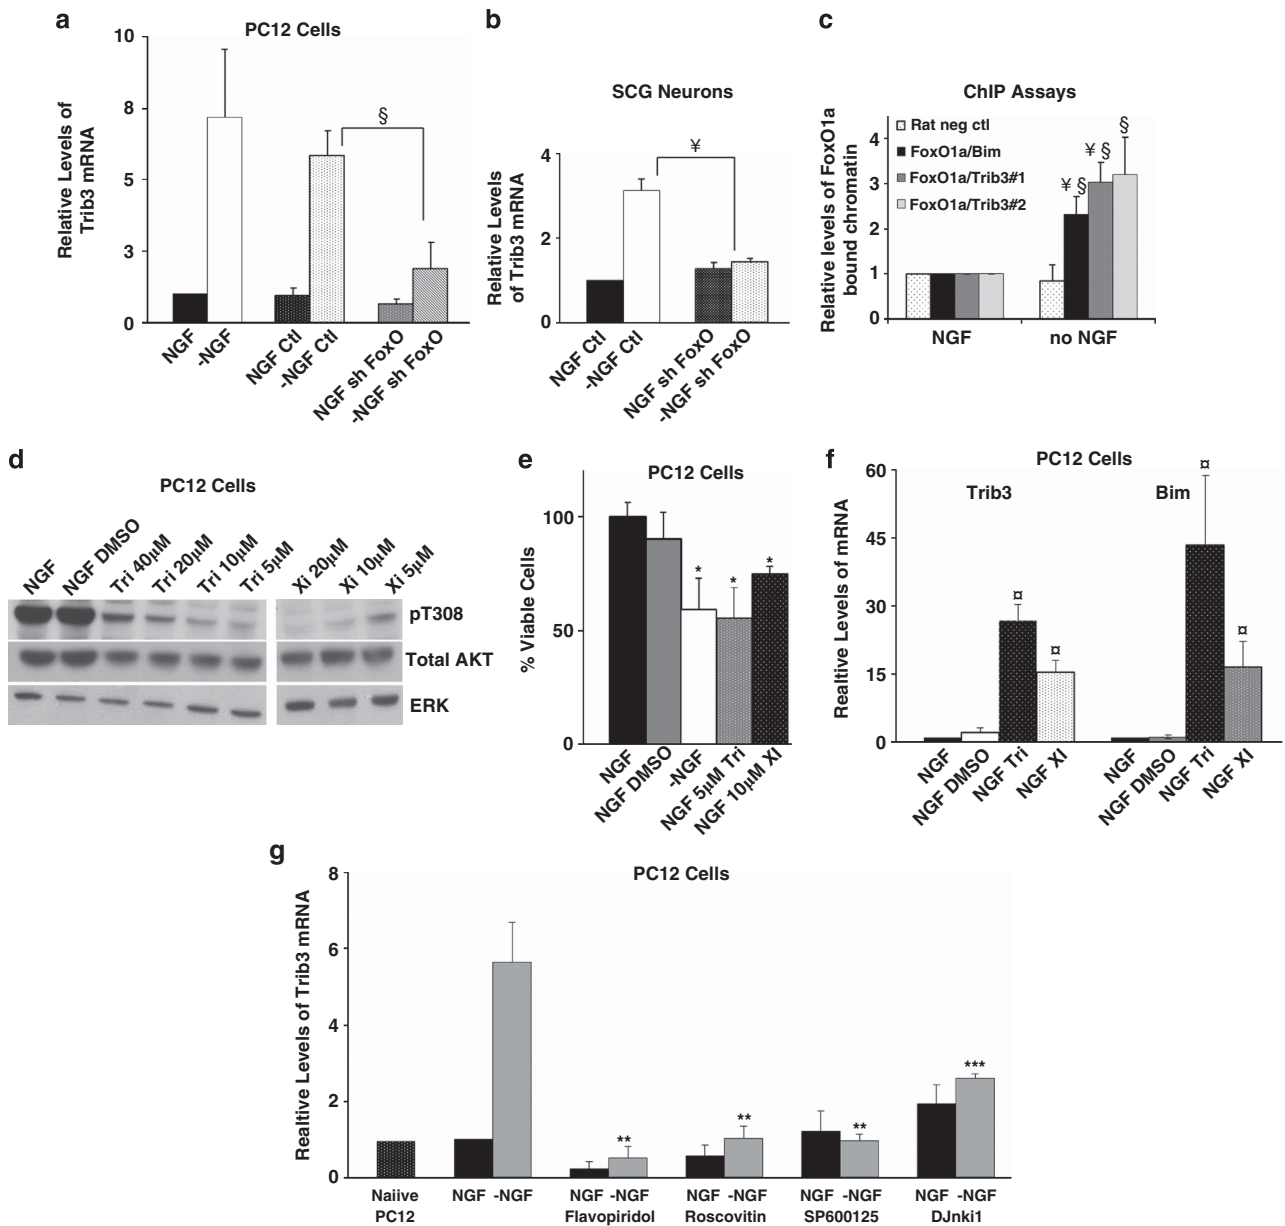 a
PC12 Cells
Relative Levels of
Trib3 mRNA
10
8
5
3
0
§
NGF
-NGF
NGF Ctl
-NGF Ctl
NGF sh FoxO
-NGF sh FoxO
b
SCG Neurons
Relative Levels
of Trib3 mRNA
4
2
0
¥
NGF Ctl
-NGF Ctl
NGF sh FoxO
-NGF sh FoxO
c
ChIP Assays
Relative levels of FoxO1a
bound chromatin
4
3
2
1
0
Rat neg ctl
FoxO1a/Bim
FoxO1a/Trib3#1
FoxO1a/Trib3#2
¥ §
¥ §
§
NGF
no NGF
d
PC12 Cells
NGF
NGF DMSO
Tri 40µM
Tri 20µM
Tri 10µM
Tri 5µM
Xi 20µM
Xi 10µM
Xi 5µM
pT308
Total AKT
ERK
e
PC12 Cells
% Viable Cells
100
50
0
*
*
*
NGF
NGF DMSO
-NGF
NGF 5µM Tri
NGF 10µM XI
f
PC12 Cells
Trib3
Bim
Realtive Levels of mRNA
60
45
30
15
0
¤
¤
¤
¤
NGF
NGF DMSO
NGF Tri
NGF XI
NGF
NGF DMSO
NGF Tri
NGF XI
g
PC12 Cells
Realtive Levels of Trib3 mRNA
8
6
4
2
0
**
**
**
***
Naiive
PC12
NGF -NGF
NGF -NGF
Flavopiridol
NGF -NGF
Roscovitin
NGF -NGF
SP600125
NGF -NGF
DJnki1